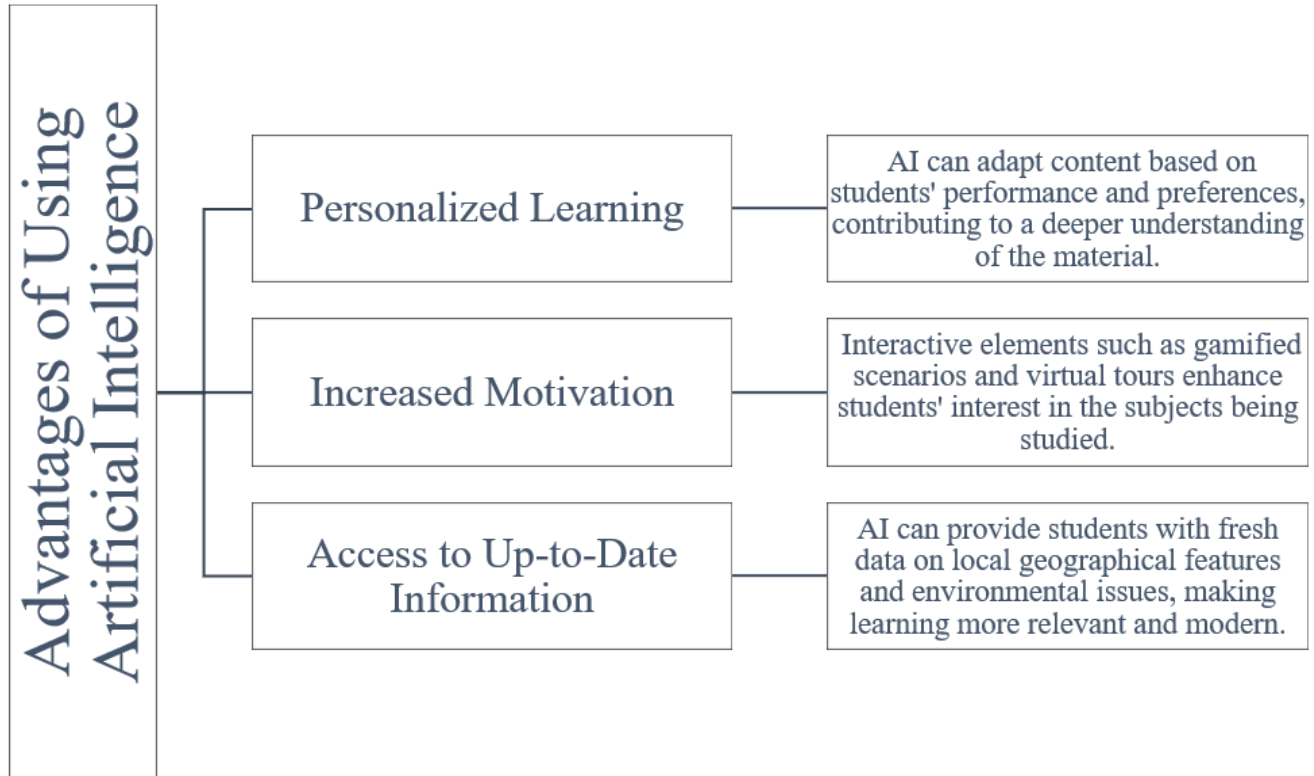 Advantages of Using
Artificial Intelligence
Personalized Learning
AI can adapt content based on
students' performance and preferences,
contributing to a deeper understanding
of the material.
Increased Motivation
Interactive elements such as gamified
scenarios and virtual tours enhance
students' interest in the subjects being
studied.
Access to Up-to-Date
Information
AI can provide students with fresh
data on local geographical features
and environmental issues, making
learning more relevant and modern.